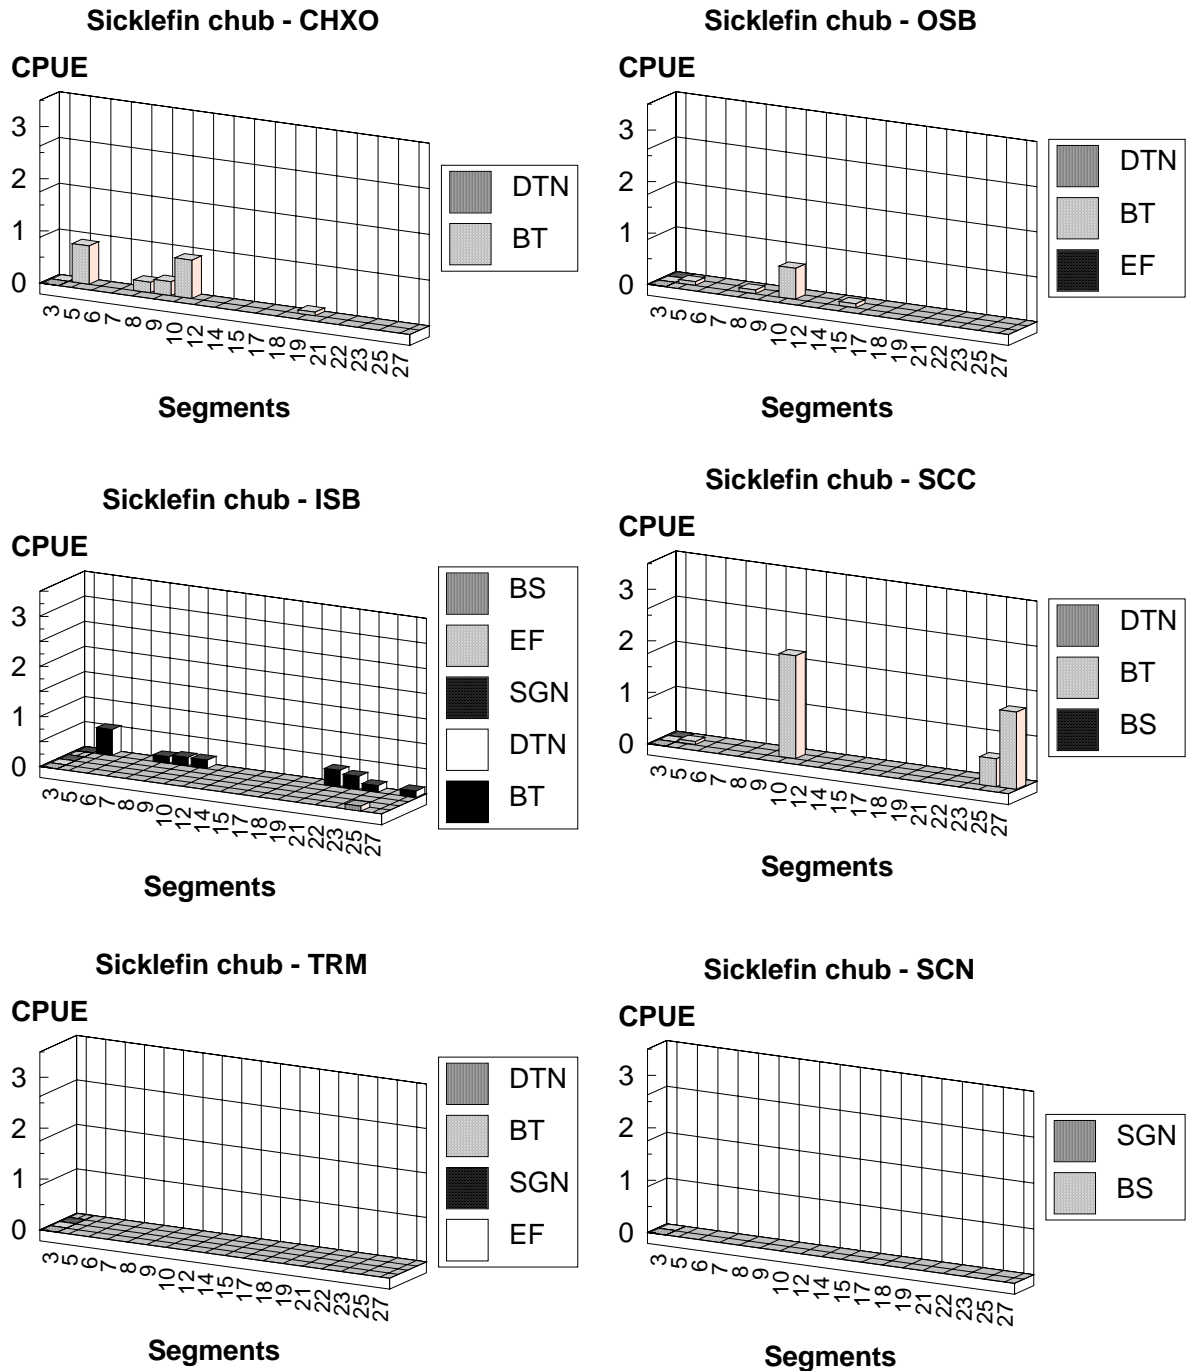 Sicklefin chub - CHXO
CPUE
3
2
1
0
3 5 6 7 8 9 10 12 14 15 17 18 19 21 22 23 25 27
Segments
DTN
BT
Sicklefin chub - OSB
CPUE
3
2
1
0
3 5 6 7 8 9 10 12 14 15 17 18 19 21 22 23 25 27
Segments
DTN
BT
EF
Sicklefin chub - ISB
CPUE
3
2
1
0
3 5 6 7 8 9 10 12 14 15 17 18 19 21 22 23 25 27
Segments
BS
EF
SGN
DTN
BT
Sicklefin chub - SCC
CPUE
3
2
1
0
3 5 6 7 8 9 10 12 14 15 17 18 19 21 22 23 25 27
Segments
DTN
BT
BS
Sicklefin chub - TRM
CPUE
3
2
1
0
3 5 6 7 8 9 10 12 14 15 17 18 19 21 22 23 25 27
Segments
DTN
BT
SGN
EF
Sicklefin chub - SCN
CPUE
3
2
1
0
3 5 6 7 8 9 10 12 14 15 17 18 19 21 22 23 25 27
Segments
SGN
BS